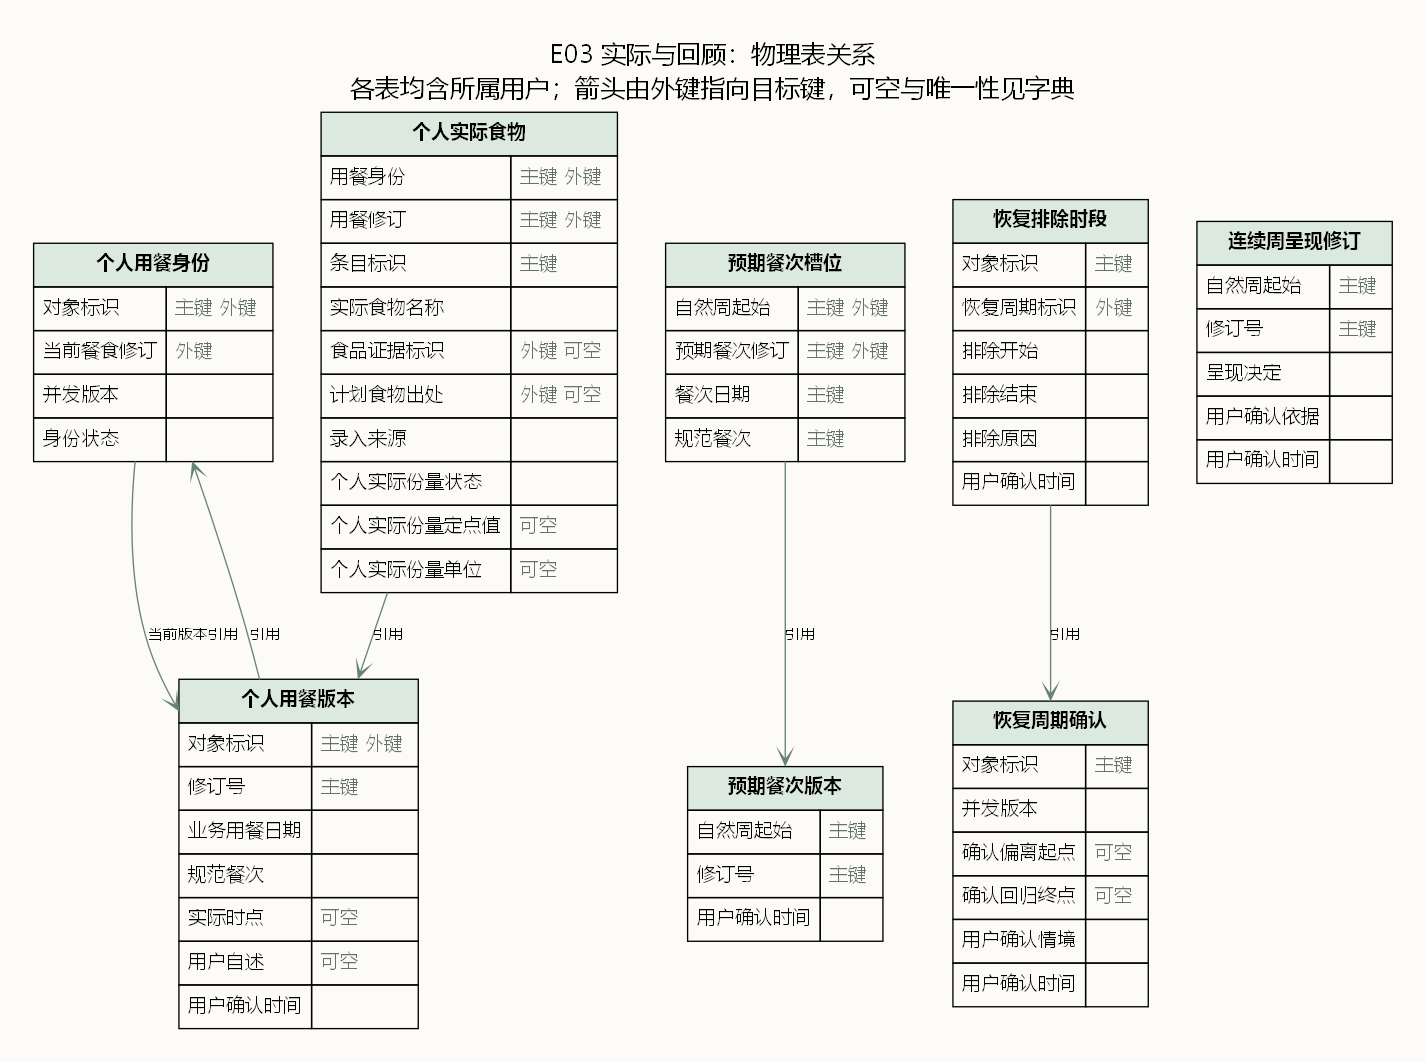 E03 实际与回顾：物理表关系
各表均含所属用户；箭头由外键指向目标键，可空与唯一性见字典
个人用餐身份
对象标识 主键 外键
当前餐食修订 外键
并发版本
身份状态
个人实际食物
用餐身份 主键 外键
用餐修订 主键 外键
条目标识 主键
实际食物名称
食品证据标识 外键 可空
计划食物出处 外键 可空
录入来源
个人实际份量状态
个人实际份量定点值 可空
个人实际份量单位 可空
预期餐次槽位
自然周起始 主键 外键
预期餐次修订 主键 外键
餐次日期 主键
规范餐次 主键
恢复排除时段
对象标识 主键
恢复周期标识 外键
排除开始
排除结束
排除原因
用户确认时间
连续周呈现修订
自然周起始 主键
修订号 主键
呈现决定
用户确认依据
用户确认时间
当前版本引用
引用
引用
引用
引用
个人用餐版本
对象标识 主键 外键
修订号 主键
业务用餐日期
规范餐次
实际时点 可空
用户自述 可空
用户确认时间
预期餐次版本
自然周起始 主键
修订号 主键
用户确认时间
恢复周期确认
对象标识 主键
并发版本
确认偏离起点 可空
确认回归终点 可空
用户确认情境
用户确认时间